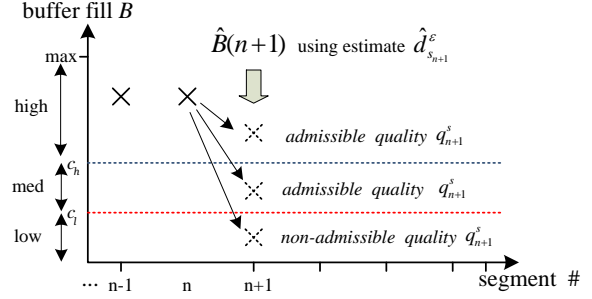 buffer fill B
B̂(n+1) using estimate d̂^ε_{s_{n+1}}
max
high
admissible quality q^s_{n+1}
c_h
med
admissible quality q^s_{n+1}
c_l
low
non-admissible quality q^s_{n+1}
... n-1 n n+1
segment #